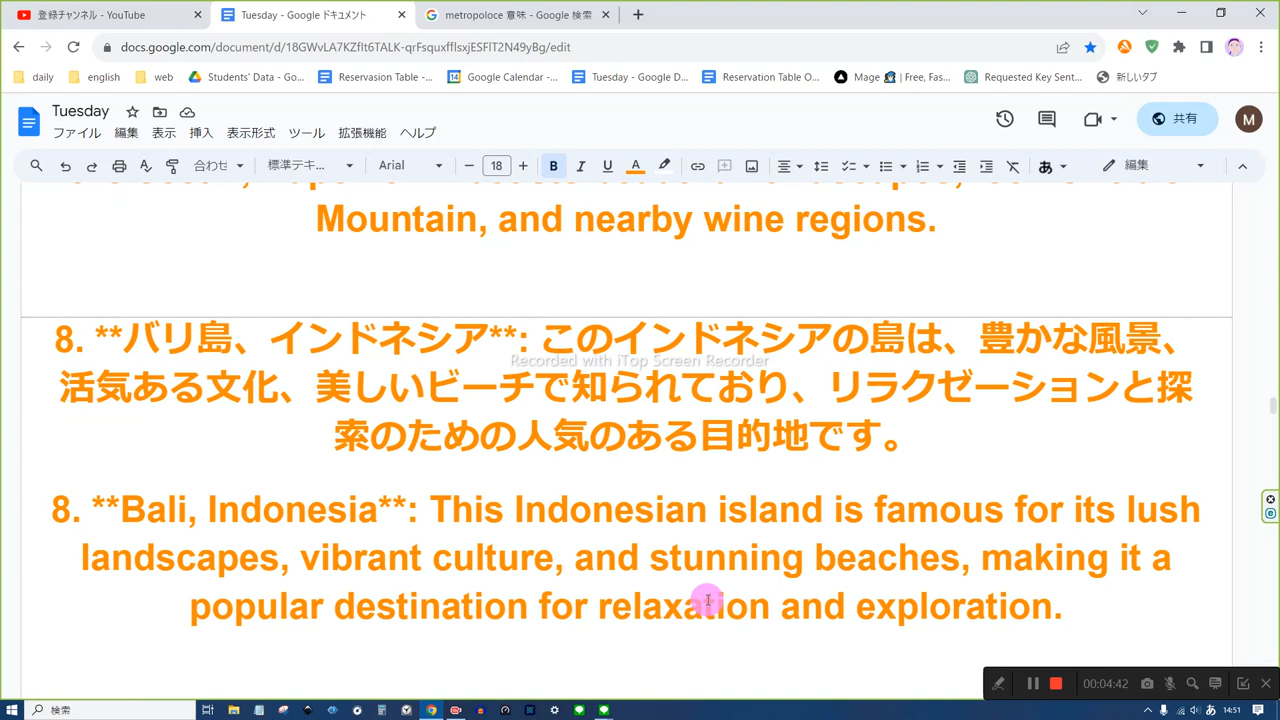 登録チャンネル - YouTube
Tuesday - Google ドキュメント
metropoloce 意味 - Google 検索
docs.google.com/document/d/18GWvLA7KZflt6TALK-qrFsquxfflsxjESFlT2N49yBg/edit
daily
english
web
Students' Data - Go...
Reservasion Table -...
Google Calendar -...
Tuesday - Google D...
Reservation Table O...
Mage | Free, Fas...
Requested Key Sent...
新しいタブ
Tuesday
ファイル 編集 表示 挿入 表示形式 ツール 拡張機能 ヘルプ
共有
M
合わせ
標準テキ...
Arial
18
B I U A
あ
編集
Mountain, and nearby wine regions.
8. **バリ島、インドネシア**: このインドネシアの島は、豊かな風景、
Recorded with iTop Screen Recorder
活気ある文化、美しいビーチで知られており、リラクゼーションと探
索のための人気のある目的地です。
8. **Bali, Indonesia**: This Indonesian island is famous for its lush
landscapes, vibrant culture, and stunning beaches, making it a
popular destination for relaxation and exploration.
00:04:42
検索
あ 14:51